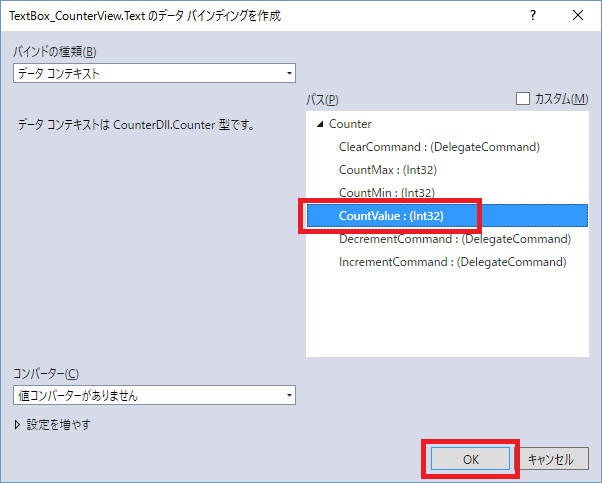 TextBox_CounterView.Text のデータ バインディングを作成
バインドの種類(B)
データ コンテキスト
データ コンテキストは CounterDll.Counter 型です。
パス(P)
カスタム(M)
Counter
ClearCommand : (DelegateCommand)
CountMax : (Int32)
CountMin : (Int32)
CountValue : (Int32)
DecrementCommand : (DelegateCommand)
IncrementCommand : (DelegateCommand)
コンバーター(C)
値コンバーターがありません
設定を増やす
OK
キャンセル